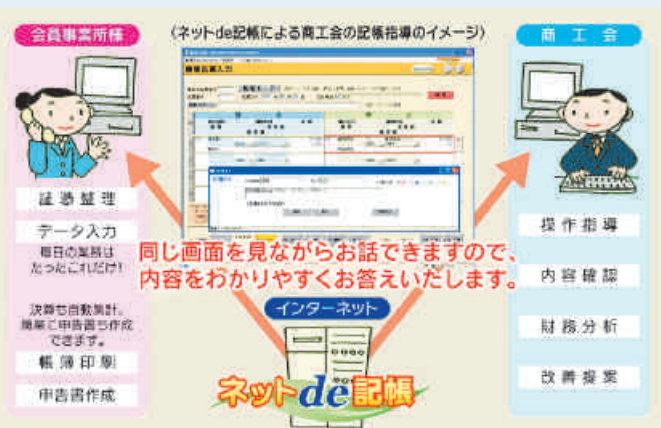 (ネットde記帳による商工会の記帳指導のイメージ)
会員事業所様
証憑整理
データ入力
毎日の業務は
たったこれだけ!
決算も自動集計。
簡単に申告書も作成
できます。
帳簿印刷
申告書作成
同じ画面を見ながらお話できますので、
内容をわかりやすくお答えいたします。
インターネット
ネットde記帳
商工会
操作指導
内容確認
財務分析
改善提案